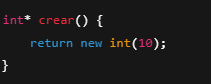 int* crear() {
    return new int(10);
}